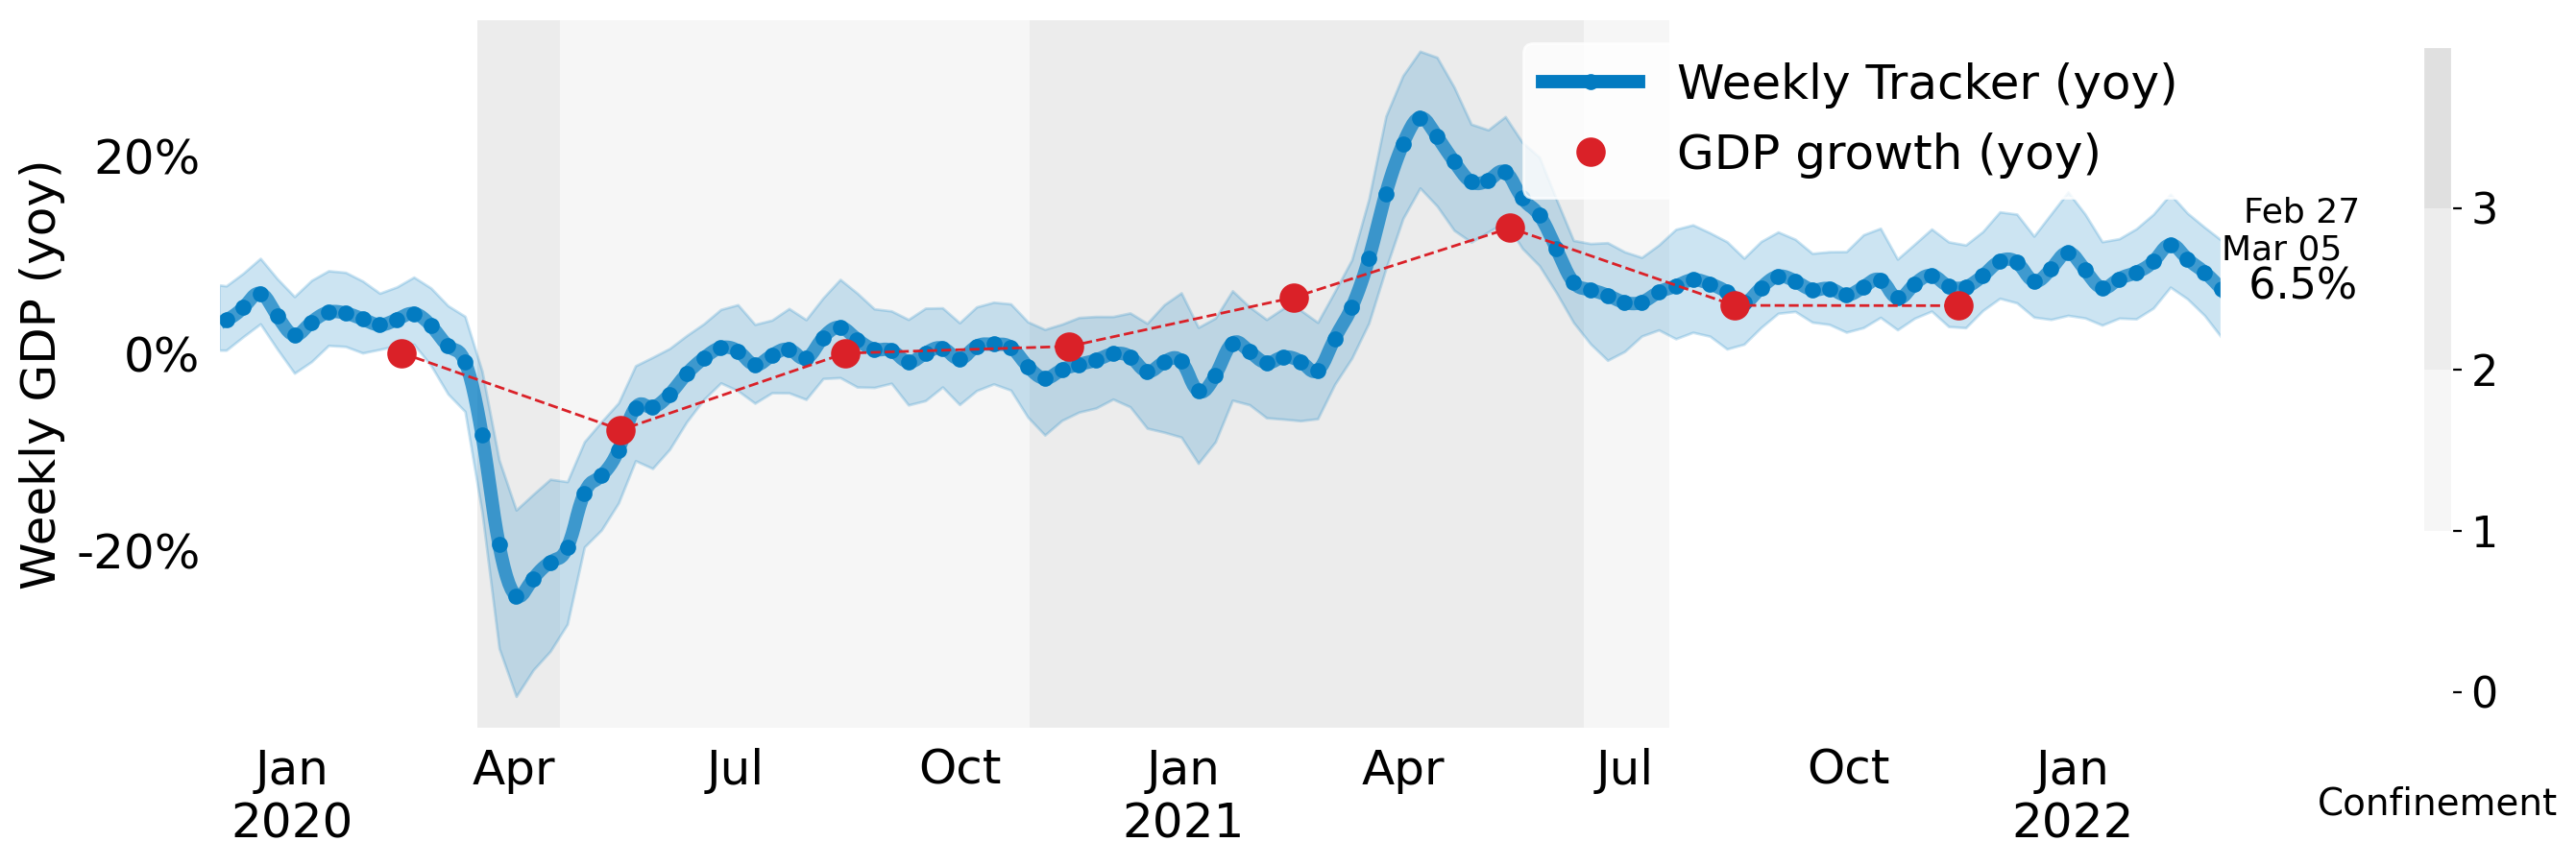 Weekly GDP (yoy)
20%
0%
-20%
Weekly Tracker (yoy)
GDP growth (yoy)
Feb 27
Mar 05
6.5%
3
2
1
0
Jan Apr Jul Oct Jan Apr Jul Oct Jan
2020 2021 2022
Confinement